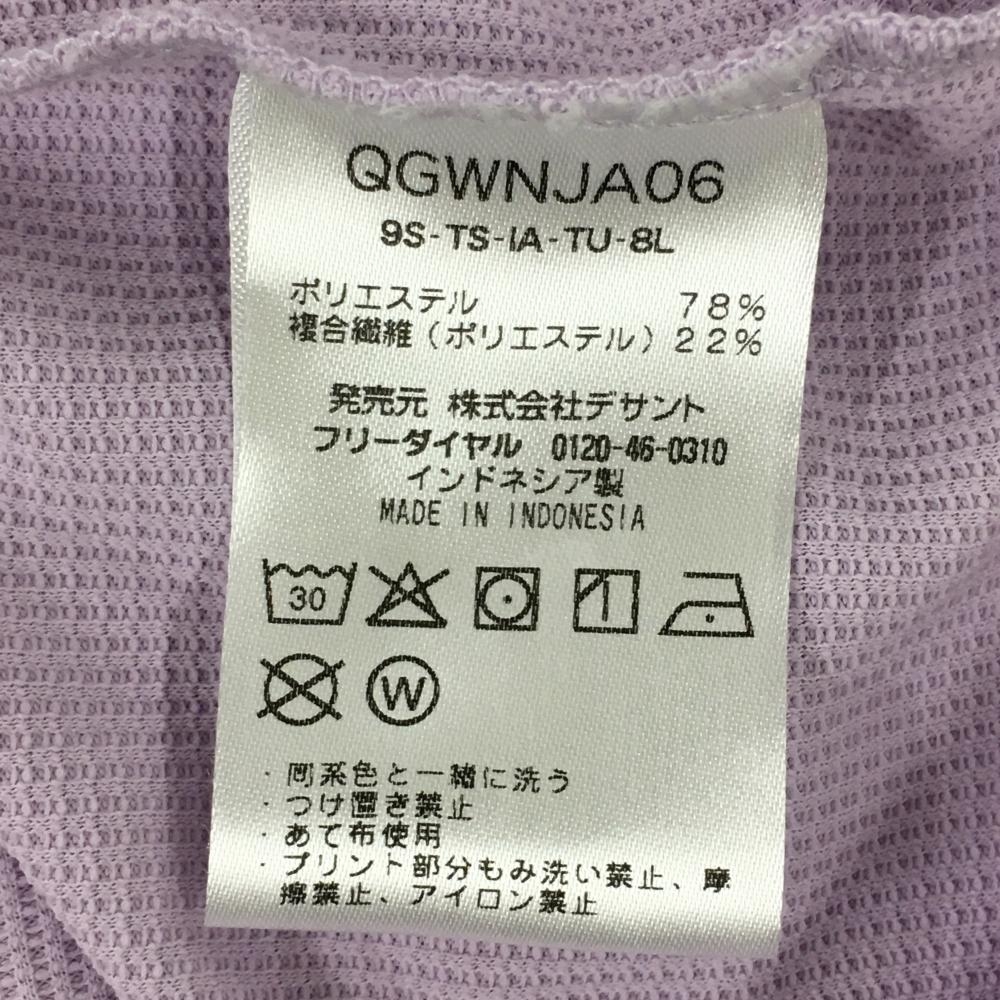 QGWNJA06
9S-TS-IA-TU-8L
ポリエステル 78%
複合繊維(ポリエステル)22%
発売元 株式会社デサント
フリーダイヤル 0120-46-0310
インドネシア製
MADE IN INDONESIA
30
W
・同系色と一緒に洗う
・つけ置き禁止
・あて布使用
・プリント部分もみ洗い禁止、摩
擦禁止、アイロン禁止